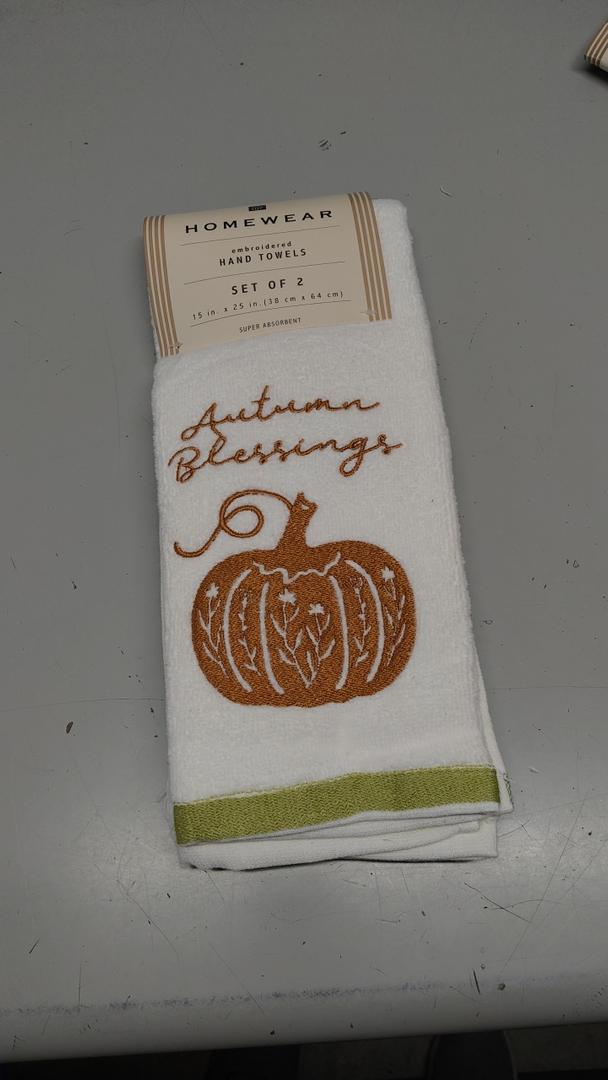 HOMEWEAR
embroidered
HAND TOWELS
SET OF 2
15 in. x 25 in.(38 cm x 64 cm)
SUPER ABSORBENT
Autumn
Blessings